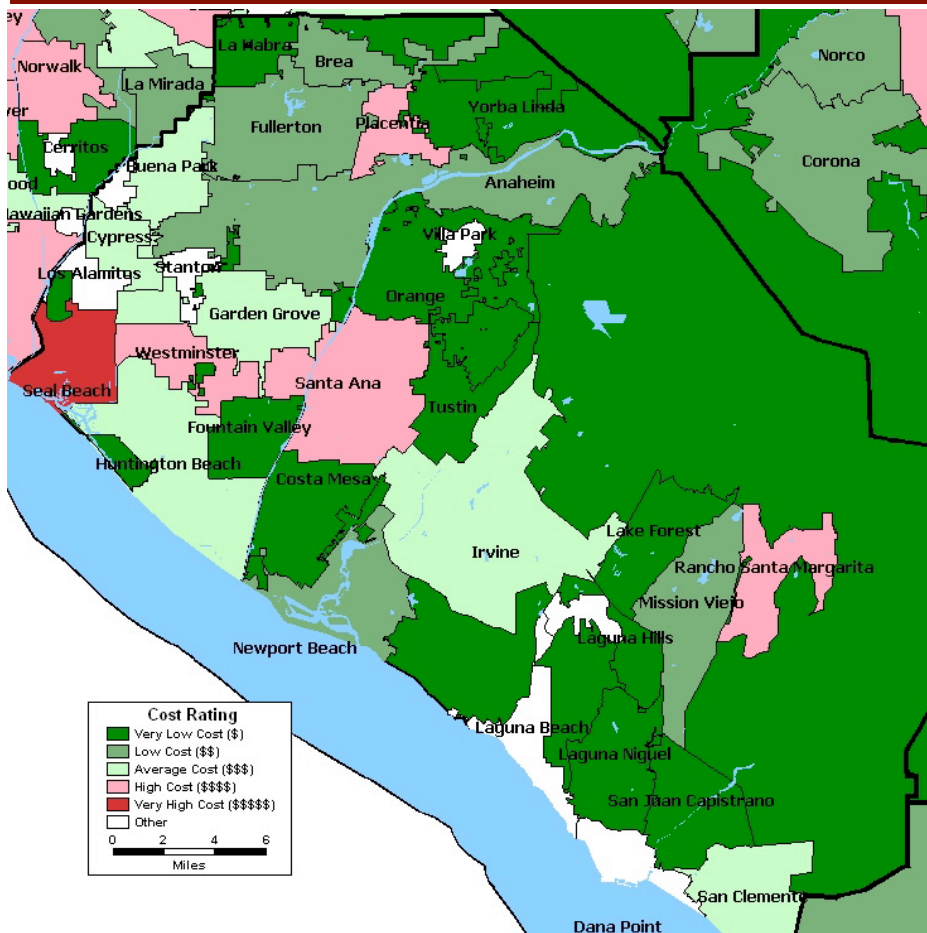 ey
La Habra
Norco
Brea
Norwalk
La Mirada
Yorba Linda
ver
Placentia
Fullerton
Cerritos
Corona
Buena Park
ood
Anaheim
Hawaiian Gardens
Villa Park
Cypress
Stanton
Los Alamitos
Orange
Garden Grove
Westminster
Santa Ana
Seal Beach
Tustin
Fountain Valley
Huntington Beach
Costa Mesa
Lake Forest
Irvine
Rancho Santa Margarita
Mission Viejo
Laguna Hills
Newport Beach
Laguna Beach
Laguna Niguel
San Juan Capistrano
San Clemente
Dana Point
Cost Rating
Very Low Cost ($)
Low Cost ($$)
Average Cost ($$$)
High Cost ($$$$)
Very High Cost ($$$$$)
Other
0 2 4 6
Miles